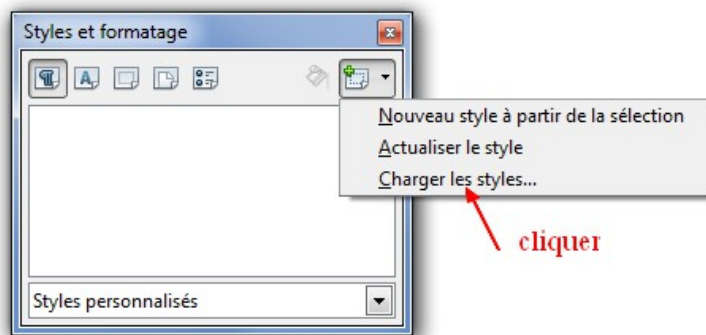 Styles et formatage
Nouveau style à partir de la sélection
Actualiser le style
Charger les styles...
cliquer
Styles personnalisés